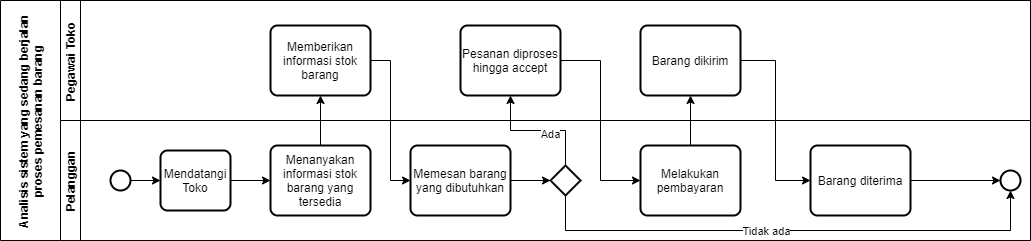 Analisis sistem yang sedang berjalan
proses pemesanan barang
Pegawai Toko
Memberikan
informasi stok
barang
Pesanan diproses
hingga accept
Barang dikirim
Ada
Pelanggan
Mendatangi
Toko
Menanyakan
informasi stok
barang yang
tersedia
Memesan barang
yang dibutuhkan
Melakukan
pembayaran
Barang diterima
Tidak ada